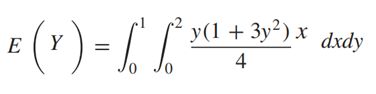 E(Y) = ∫₀¹ ∫₀² y(1 + 3y²) x / 4 dxdy